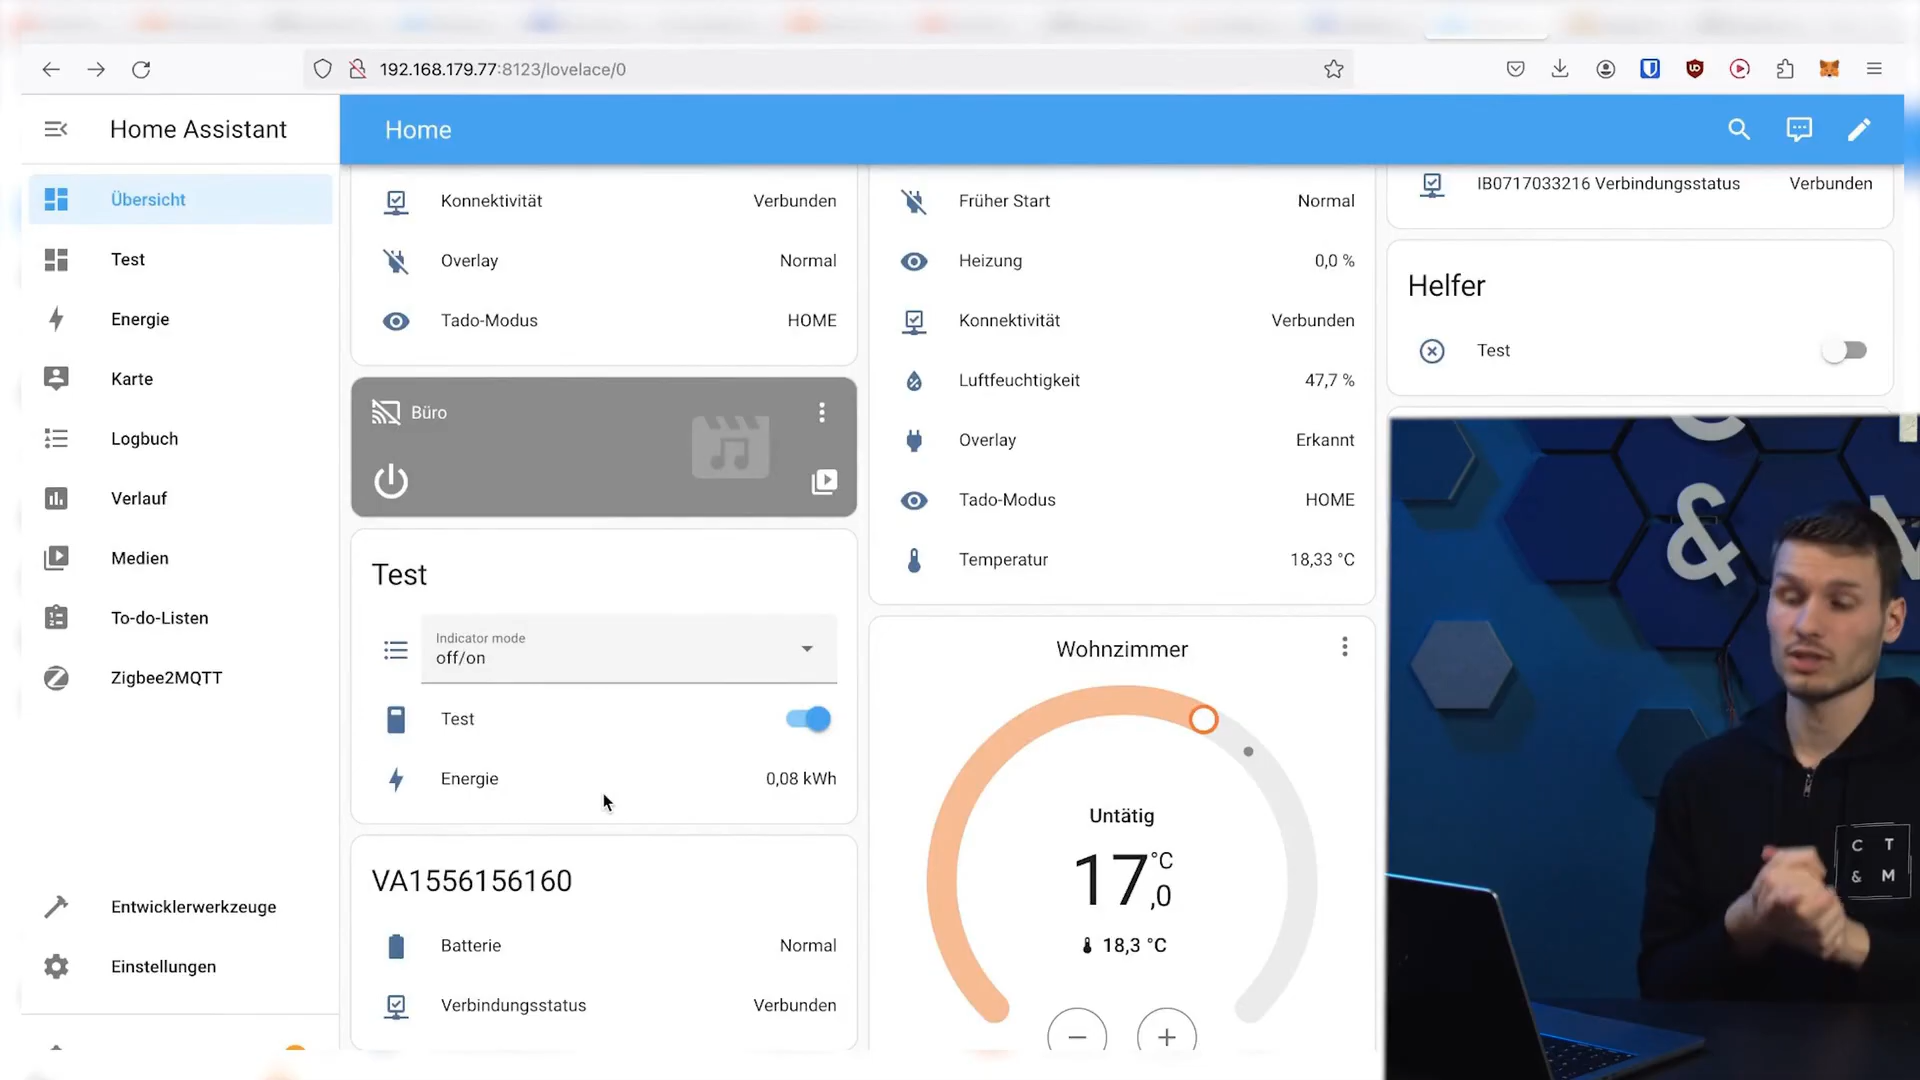 192.168.179.77:8123/lovelace/0
Home Assistant
Home
Übersicht
Test
Energie
Karte
Logbuch
Verlauf
Medien
To-do-Listen
Zigbee2MQTT
Entwicklerwerkzeuge
Einstellungen
Konnektivität Verbunden
Overlay Normal
Tado-Modus HOME
Büro
Test
Indicator mode
off/on
Test
Energie 0,08 kWh
VA1556156160
Batterie Normal
Verbindungsstatus Verbunden
Früher Start Normal
Heizung 0,0 %
Konnektivität Verbunden
Luftfeuchtigkeit 47,7 %
Overlay Erkannt
Tado-Modus HOME
Temperatur 18,33 °C
Wohnzimmer
Untätig
17,0 °C
18,3 °C
IB0717033216 Verbindungsstatus Verbunden
Helfer
Test
&
C T
& M